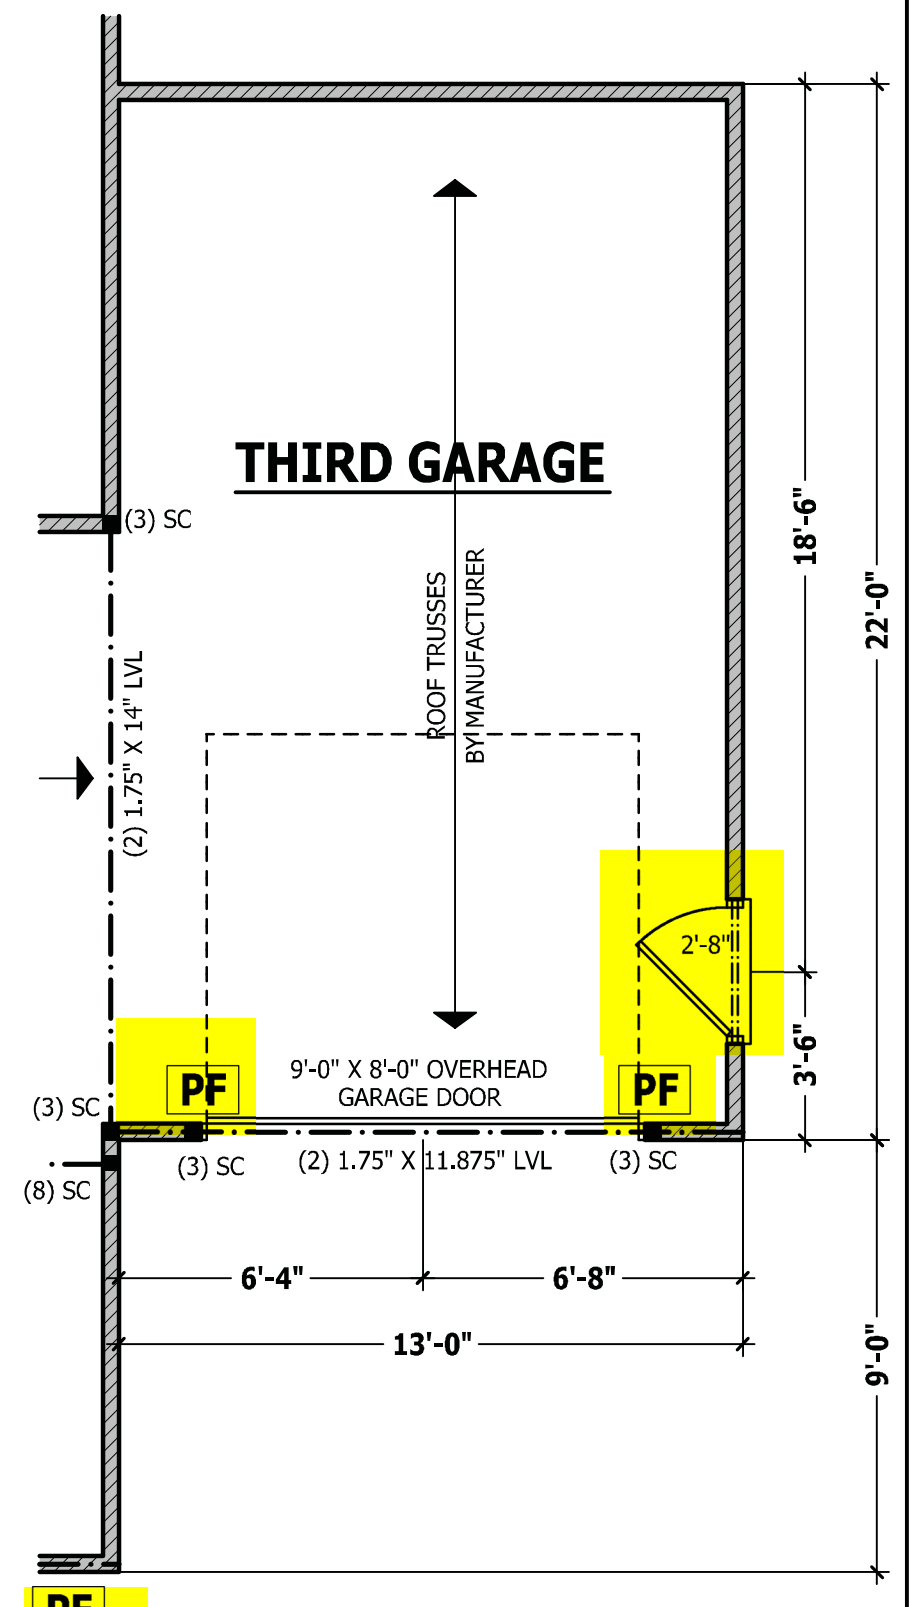 THIRD GARAGE
(3) SC
18'-6"
22'-0"
ROOF TRUSSES
BY MANUFACTURER
(2) 1.75" X 14" LVL
2'-8"
3'-6"
9'-0" X 8'-0" OVERHEAD
GARAGE DOOR
PF
PF
(3) SC
(3) SC
(2) 1.75" X 11.875" LVL
(3) SC
(8) SC
6'-4"
6'-8"
13'-0"
9'-0"
PF